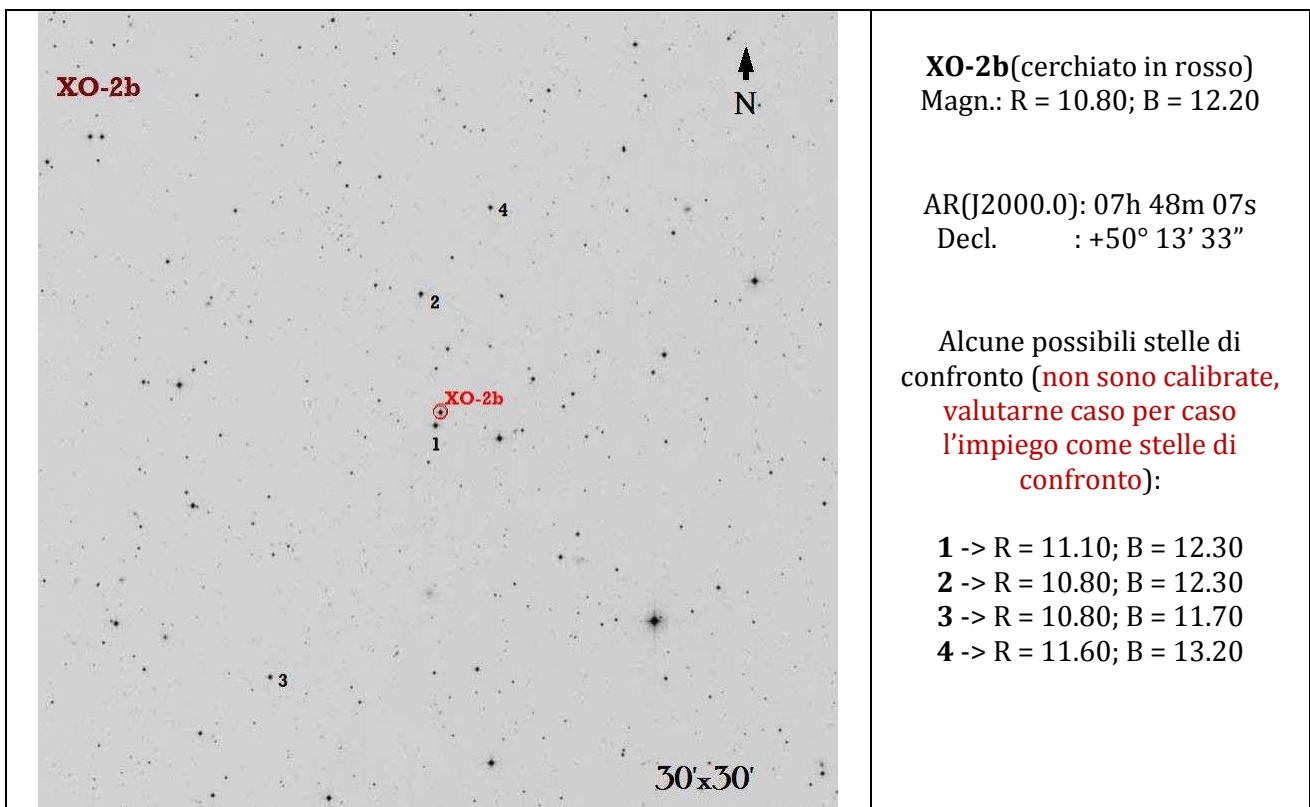 XO-2b
N
4
2
XO-2b
1
3
30'x30'
XO-2b(cerchiato in rosso)
Magn.: R = 10.80; B = 12.20
AR(J2000.0): 07h 48m 07s
Decl. : +50° 13’ 33”
Alcune possibili stelle di
confronto (non sono calibrate,
valutarne caso per caso
l’impiego come stelle di
confronto):
1 -> R = 11.10; B = 12.30
2 -> R = 10.80; B = 12.30
3 -> R = 10.80; B = 11.70
4 -> R = 11.60; B = 13.20